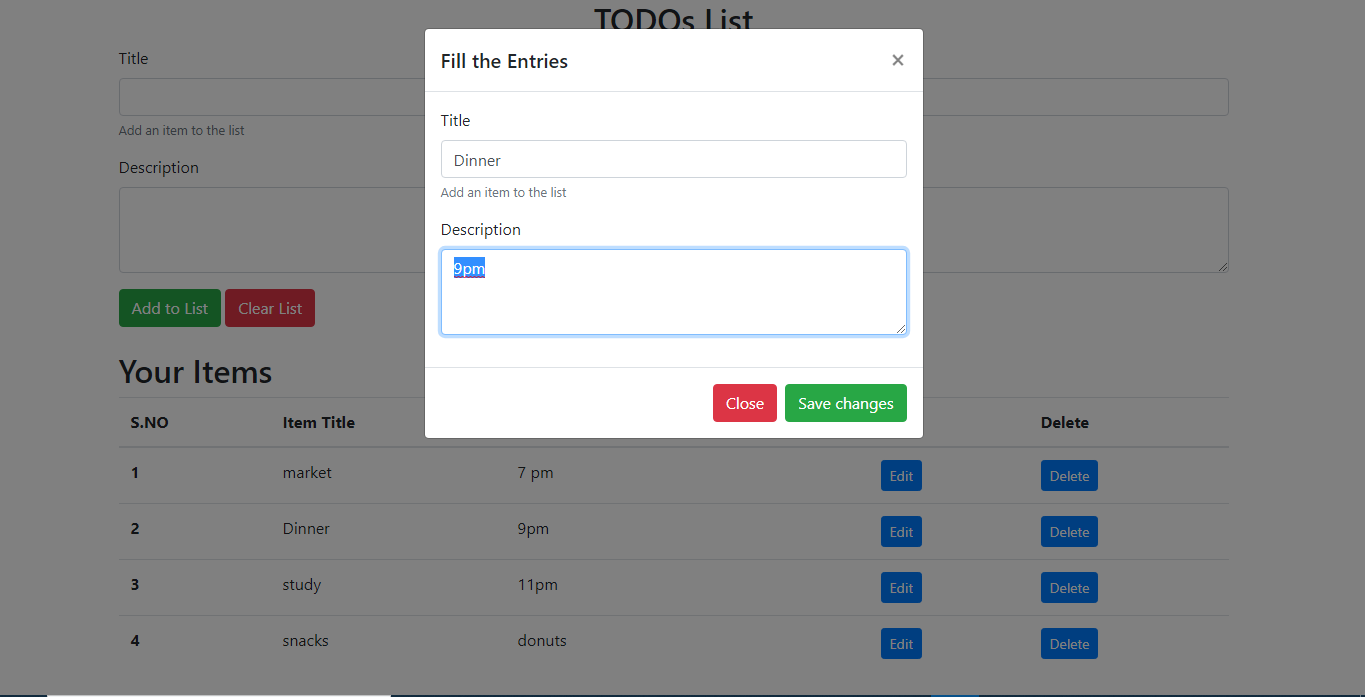 TODOs List
Title
Add an item to the list
Description
Add to List Clear List
Fill the Entries ×
Title
Dinner
Add an item to the list
Description
9pm
Close Save changes
Your Items
S.NO Item Title Delete
1 market 7 pm Edit Delete
2 Dinner 9pm Edit Delete
3 study 11pm Edit Delete
4 snacks donuts Edit Delete